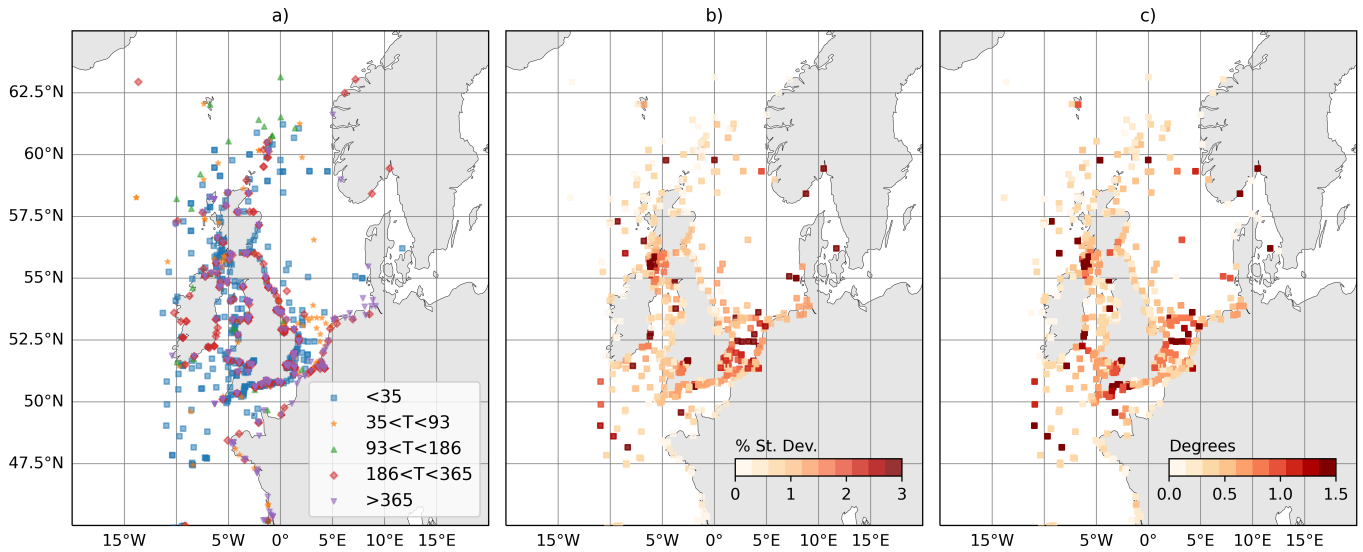 a)
b)
c)
62.5°N
60°N
57.5°N
55°N
52.5°N
50°N
47.5°N
<35
35<T<93
93<T<186
186<T<365
>365
% St. Dev.
0 1 2 3
Degrees
0.0 0.5 1.0 1.5
15°W 5°W 0° 5°E 10°E 15°E
15°W 5°W 0° 5°E 10°E 15°E
15°W 5°W 0° 5°E 10°E 15°E